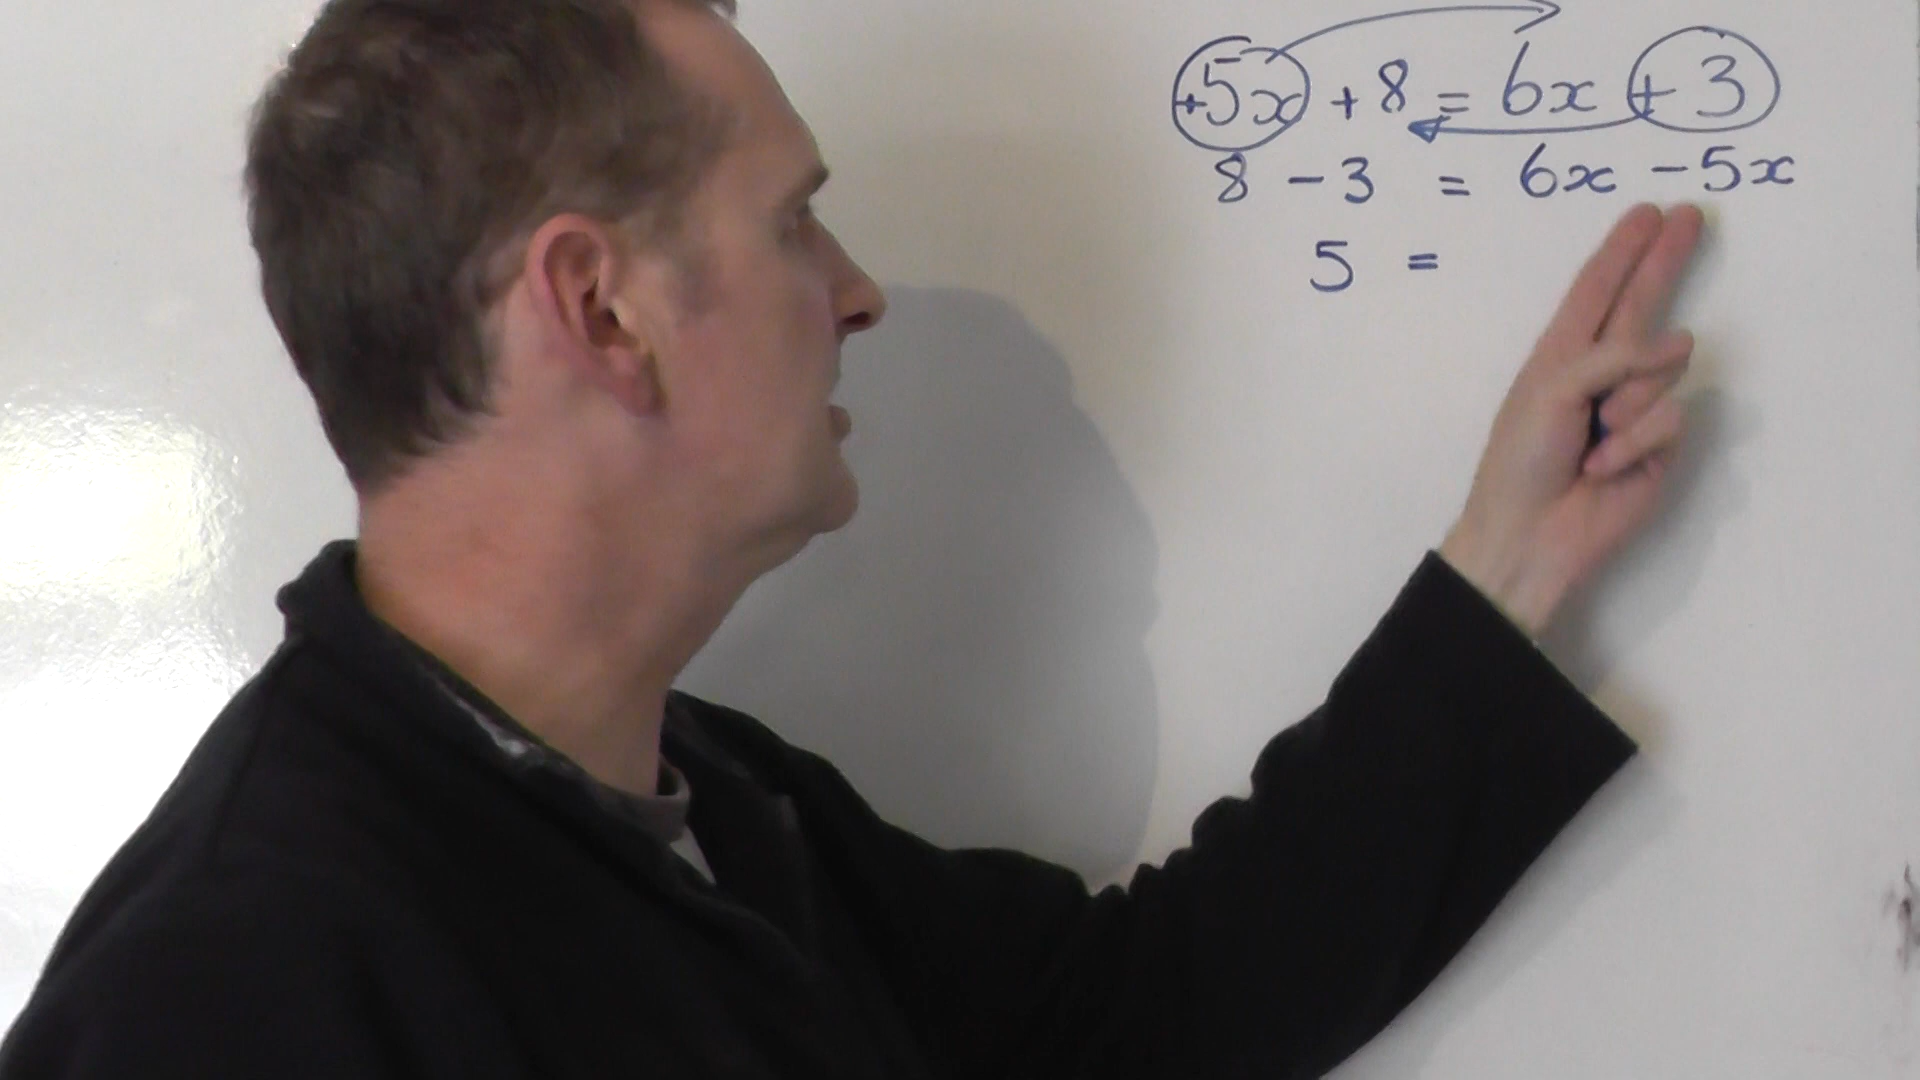 +5x + 8 = 6x + 3
8 - 3 = 6x - 5x
5 =